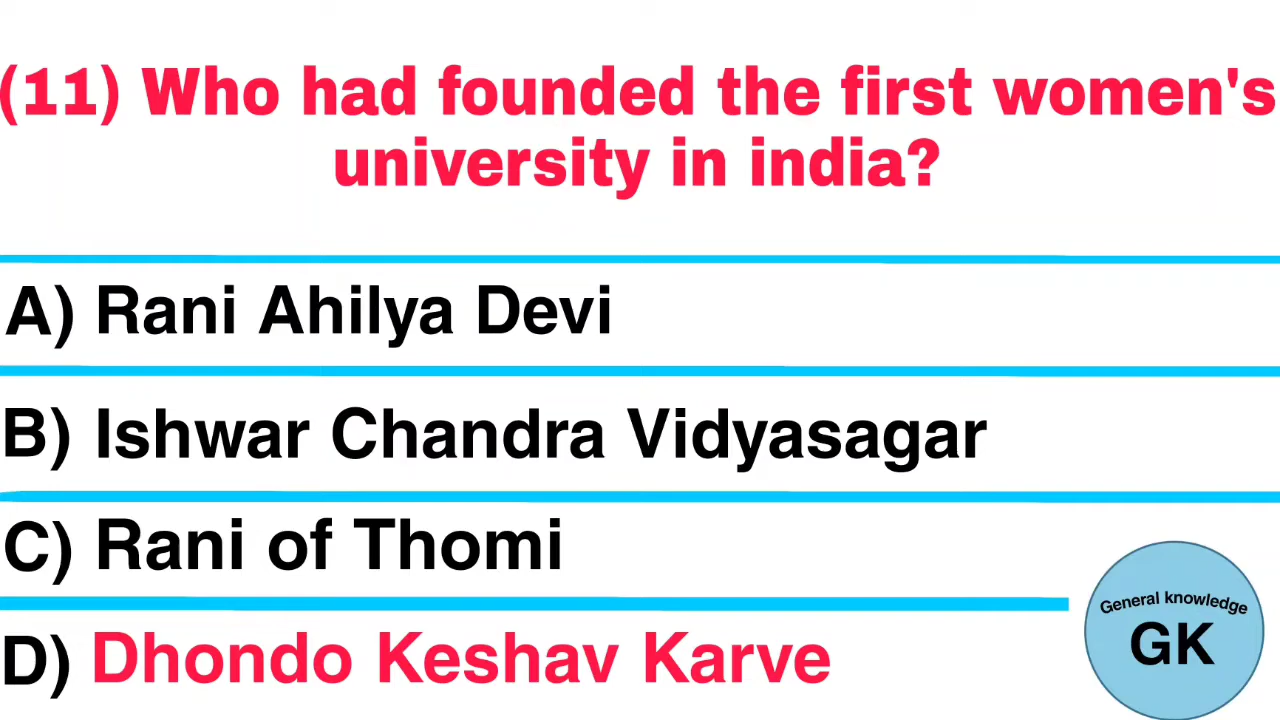 (11) Who had founded the first women's
university in india?
A) Rani Ahilya Devi
B) Ishwar Chandra Vidyasagar
C) Rani of Thomi
D) Dhondo Keshav Karve
General knowledge
GK